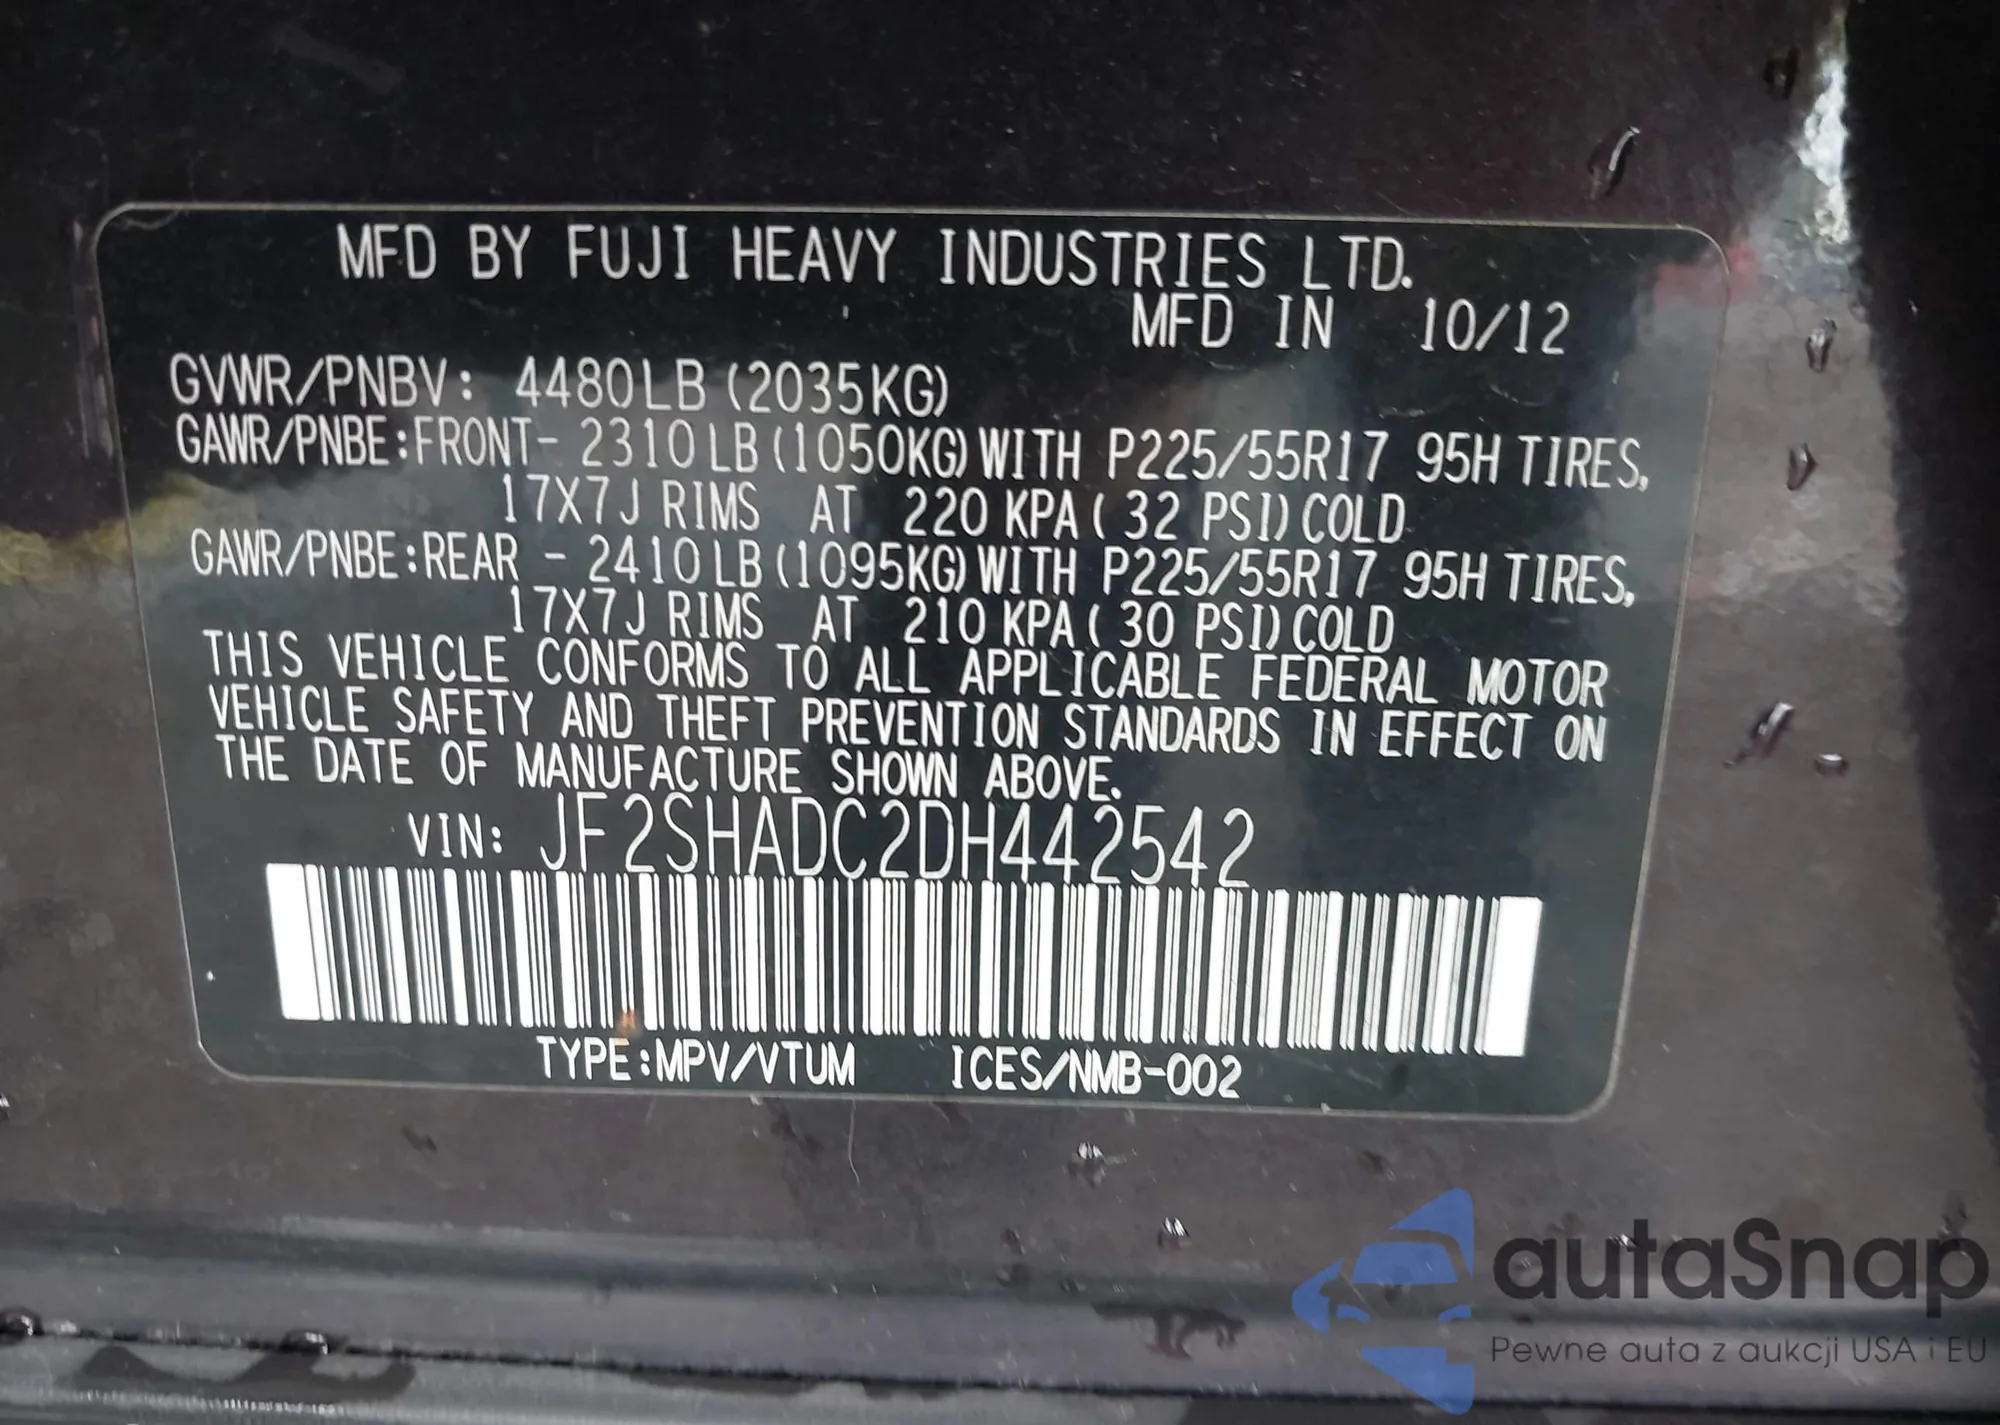 MFD BY FUJI HEAVY INDUSTRIES LTD.
MFD IN 10/12
GVWR/PNBV: 4480LB (2035KG)
GAWR/PNBE:FRONT- 2310LB (1050KG) WITH P225/55R17 95H TIRES,
17X7J RIMS AT 220 KPA ( 32 PSI) COLD
GAWR/PNBE:REAR - 2410LB (1095KG) WITH P225/55R17 95H TIRES,
17X7J RIMS AT 210 KPA ( 30 PSI) COLD
THIS VEHICLE CONFORMS TO ALL APPLICABLE FEDERAL MOTOR
VEHICLE SAFETY AND THEFT PREVENTION STANDARDS IN EFFECT ON
THE DATE OF MANUFACTURE SHOWN ABOVE.
VIN: JF2SHADC2DH442542
TYPE:MPV/VTUM ICES/NMB-002
autaSnap
Pewne auta z aukcji USA i EU